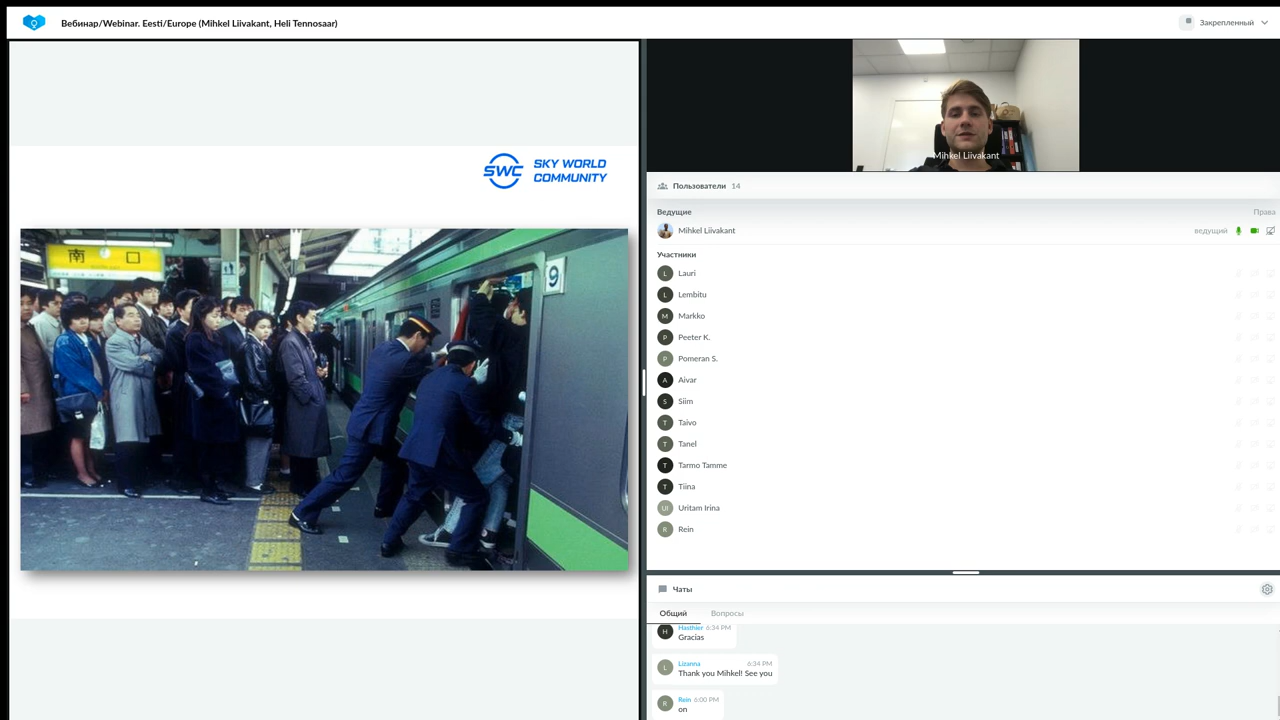 Вебинар/Webinar. Eesti/Europe (Mihkel Liivakant, Heli Tennosaar)
Закрепленный
SWC SKY WORLD
COMMUNITY
南 口
9
Mihkel Liivakant
Пользователи 14
Ведущие Права
Mihkel Liivakant ведущий
Участники
L Lauri
L Lembitu
M Markko
P Peeter K.
P Pomeran S.
A Aivar
S Siim
T Taivo
T Tanel
T Tarmo Tamme
T Tiina
UI Uritam Irina
R Rein
Чаты
Общий Вопросы
H Hasthier 6:34 PM
Gracias
L Lizanna 6:34 PM
Thank you Mihkel! See you
R Rein 6:00 PM
on